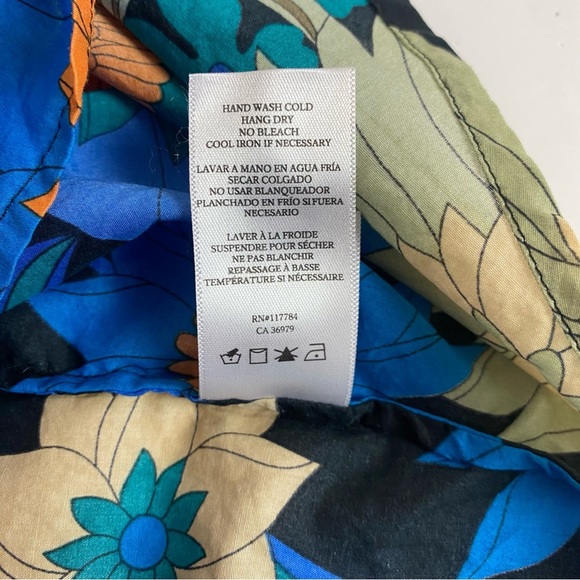 HAND WASH COLD
HANG DRY
NO BLEACH
COOL IRON IF NECESSARY
LAVAR A MANO EN AGUA FRÍA
SECAR COLGADO
NO USAR BLANQUEADOR
PLANCHADO EN FRÍO SI FUERA
NECESARIO
LAVER À LA FROIDE
SUSPENDRE POUR SÈCHER
NE PAS BLANCHIR
REPASSAGE À BASSE
TEMPÉRATURE SI NÉCESSAIRE
RN#117784
CA 36979